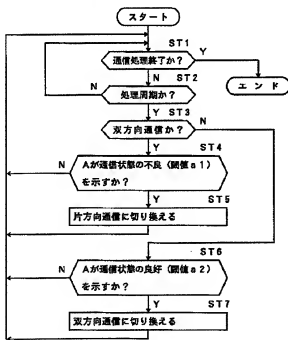 スタート
ST1
通信処理終了か?
Y
N
ST2
エンド
処理周期か?
N
Y
ST3
双方向通信か?
N
Y
ST4
N
Aが通信状態の不良(閾値a1)
を示すか?
Y
ST5
片方向通信に切り換える
ST6
N
Aが通信状態の良好(閾値a2)
を示すか?
Y
ST7
双方向通信に切り換える